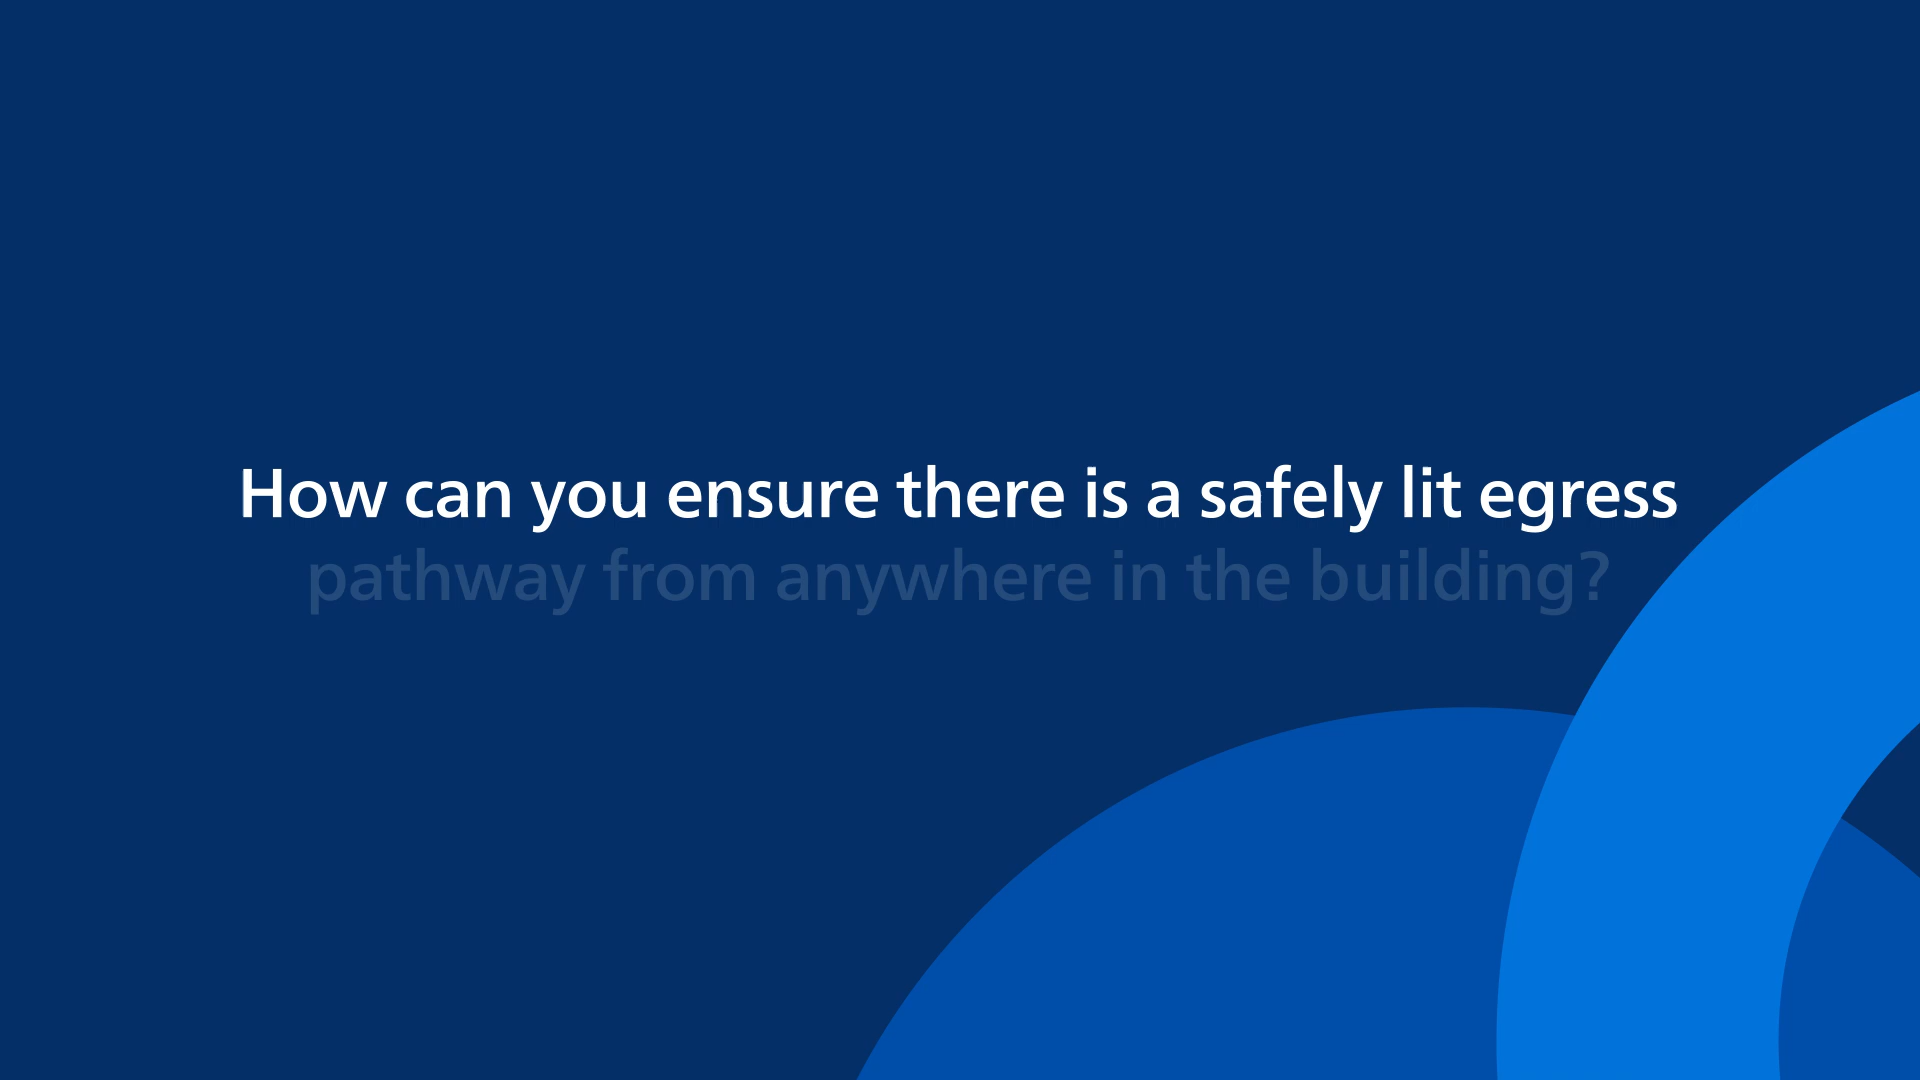 How can you ensure there is a safely lit egress
pathway from anywhere in the building?